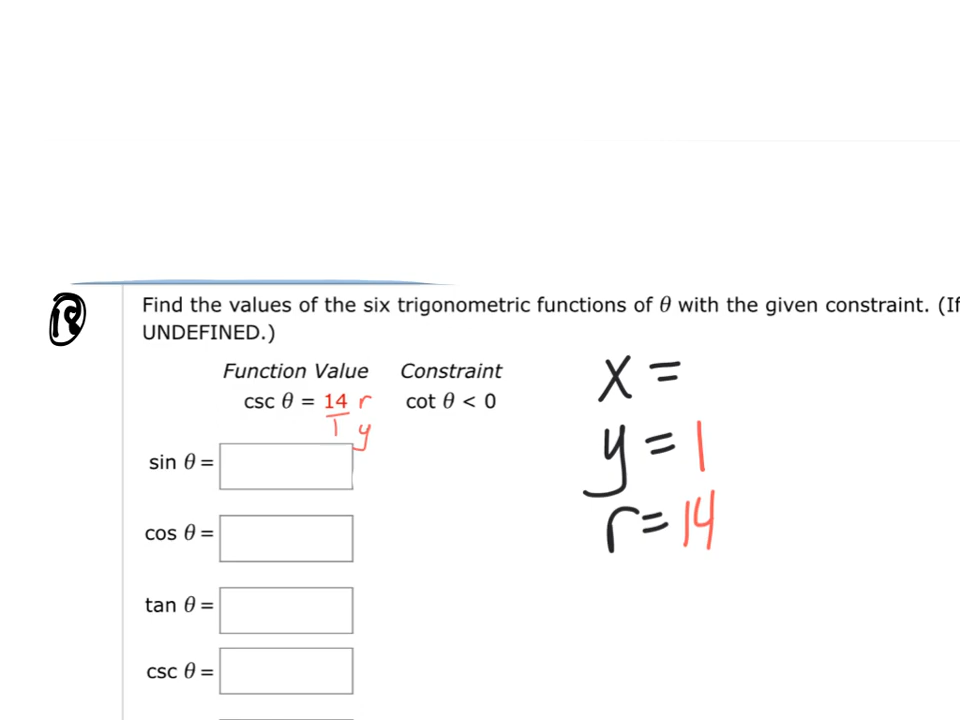 18
Find the values of the six trigonometric functions of θ with the given constraint. (If
UNDEFINED.)
Function Value Constraint
csc θ = 14 r cot θ < 0
1 y
x =
y = 1
r = 14
sin θ =
cos θ =
tan θ =
csc θ =